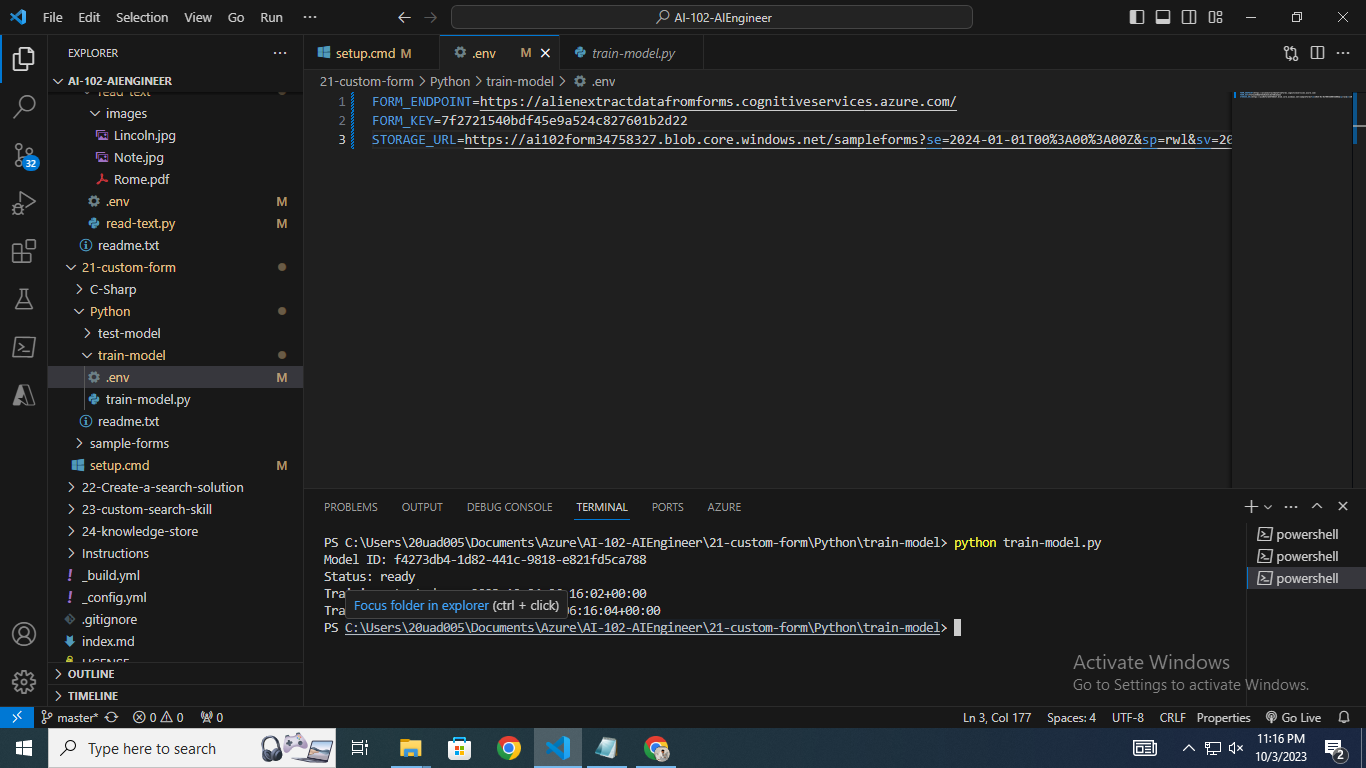 File Edit Selection View Go Run ··· AI-102-AIEngineer
EXPLORER ···
AI-102-AIENGINEER
read-text
images
Lincoln.jpg
Note.jpg
Rome.pdf
.env M
read-text.py M
readme.txt
21-custom-form
C-Sharp
Python
test-model
train-model
.env M
train-model.py
readme.txt
sample-forms
setup.cmd M
22-Create-a-search-solution
23-custom-search-skill
24-knowledge-store
Instructions
_build.yml
_config.yml
.gitignore
index.md
LICENSE
OUTLINE
TIMELINE
32
setup.cmd M .env M train-model.py
21-custom-form > Python > train-model > .env
1 FORM_ENDPOINT=https://alienextractdatafromforms.cognitiveservices.azure.com/
2 FORM_KEY=7f2721540bdf45e9a524c827601b2d22
3 STORAGE_URL=https://ai102form34758327.blob.core.windows.net/sampleforms?se=2024-01-01T00%3A00%3A00Z&sp=rwl&sv=20
PROBLEMS OUTPUT DEBUG CONSOLE TERMINAL PORTS AZURE
PS C:\Users\20uad005\Documents\Azure\AI-102-AIEngineer\21-custom-form\Python\train-model> python train-model.py
Model ID: f4273db4-1d82-441c-9818-e821fd5ca788
Status: ready
:16:02+00:00
Focus folder in explorer (ctrl + click)
6:16:04+00:00
PS C:\Users\20uad005\Documents\Azure\AI-102-AIEngineer\21-custom-form\Python\train-model>
powershell
powershell
powershell
Activate Windows
Go to Settings to activate Windows.
master* 0 0 0 Ln 3, Col 177 Spaces: 4 UTF-8 CRLF Properties Go Live
Type here to search
11:16 PM
10/3/2023
2